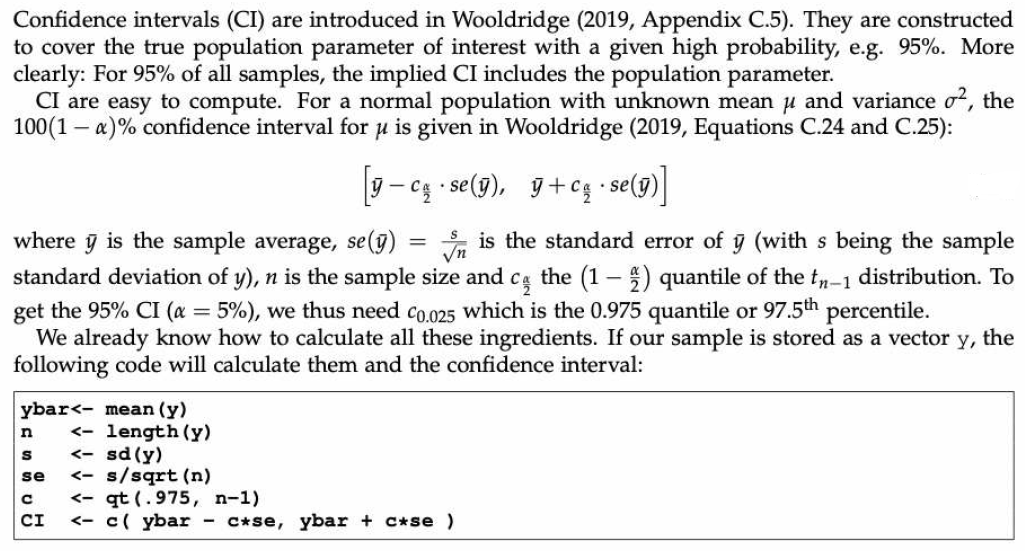 Confidence intervals (CI) are introduced in Wooldridge (2019, Appendix C.5). They are constructed
to cover the true population parameter of interest with a given high probability, e.g. 95%. More
clearly: For 95% of all samples, the implied CI includes the population parameter.
CI are easy to compute. For a normal population with unknown mean μ and variance σ², the
100(1 − α)% confidence interval for μ is given in Wooldridge (2019, Equations C.24 and C.25):
[ȳ − c_{α/2} · se(ȳ), ȳ + c_{α/2} · se(ȳ)]
where ȳ is the sample average, se(ȳ) = s/√n is the standard error of ȳ (with s being the sample
standard deviation of y), n is the sample size and c_{α/2} the (1 − α/2) quantile of the t_{n−1} distribution. To
get the 95% CI (α = 5%), we thus need c_{0.025} which is the 0.975 quantile or 97.5th percentile.
We already know how to calculate all these ingredients. If our sample is stored as a vector y, the
following code will calculate them and the confidence interval:
ybar<- mean(y)
n <- length(y)
s <- sd(y)
se <- s/sqrt(n)
c <- qt(.975, n-1)
CI <- c( ybar - c*se, ybar + c*se )